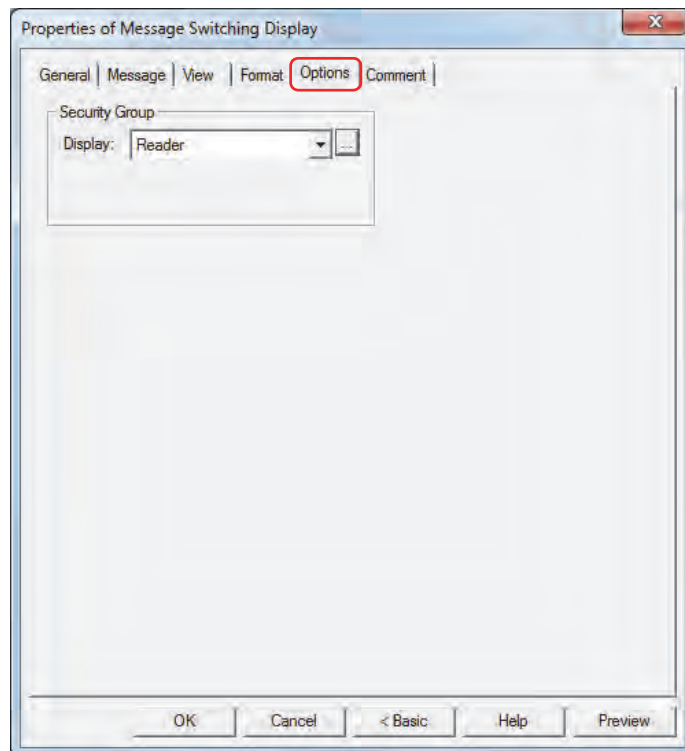 Properties of Message Switching Display
General Message View Format Options Comment
Security Group
Display: Reader ...
OK Cancel < Basic Help Preview